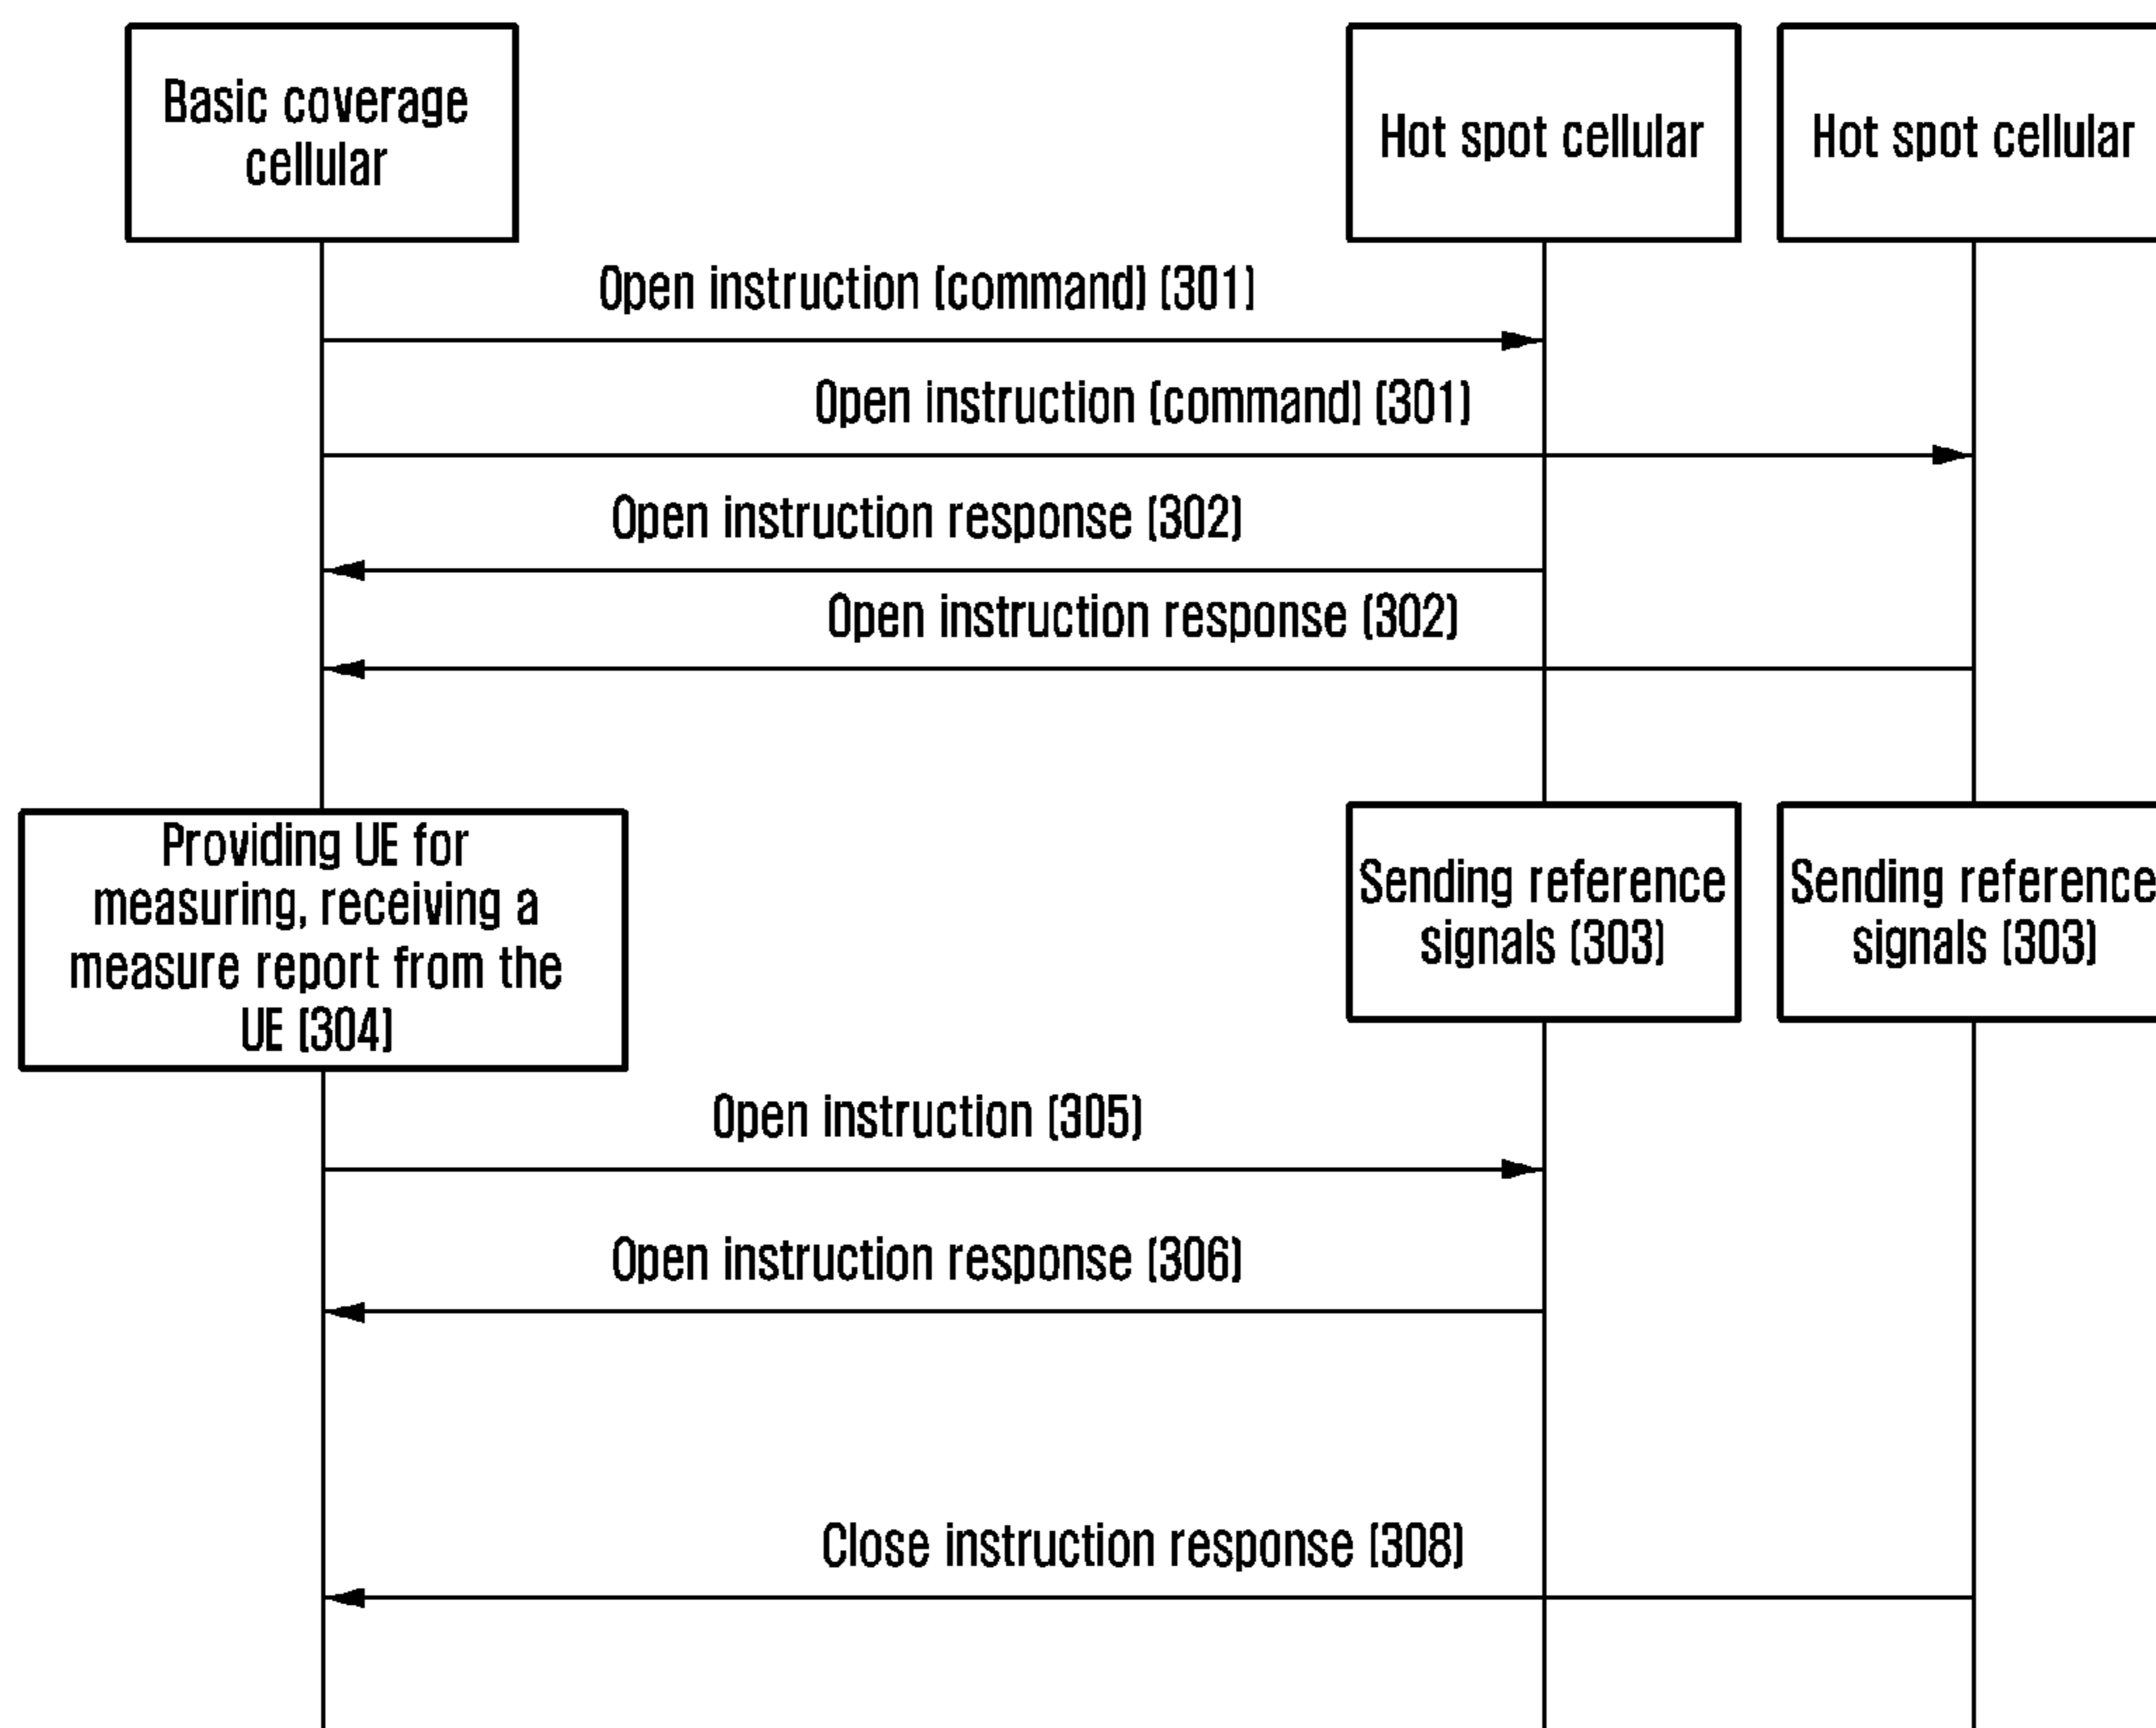 Basic coverage
cellular
Hot spot cellular
Hot spot cellular
Open instruction (command) (301)
Open instruction (command) (301)
Open instruction response (302)
Open instruction response (302)
Providing UE for
measuring, receiving a
measure report from the
UE (304)
Sending reference
signals (303)
Sending reference
signals (303)
Open instruction (305)
Open instruction response (306)
Close instruction response (308)